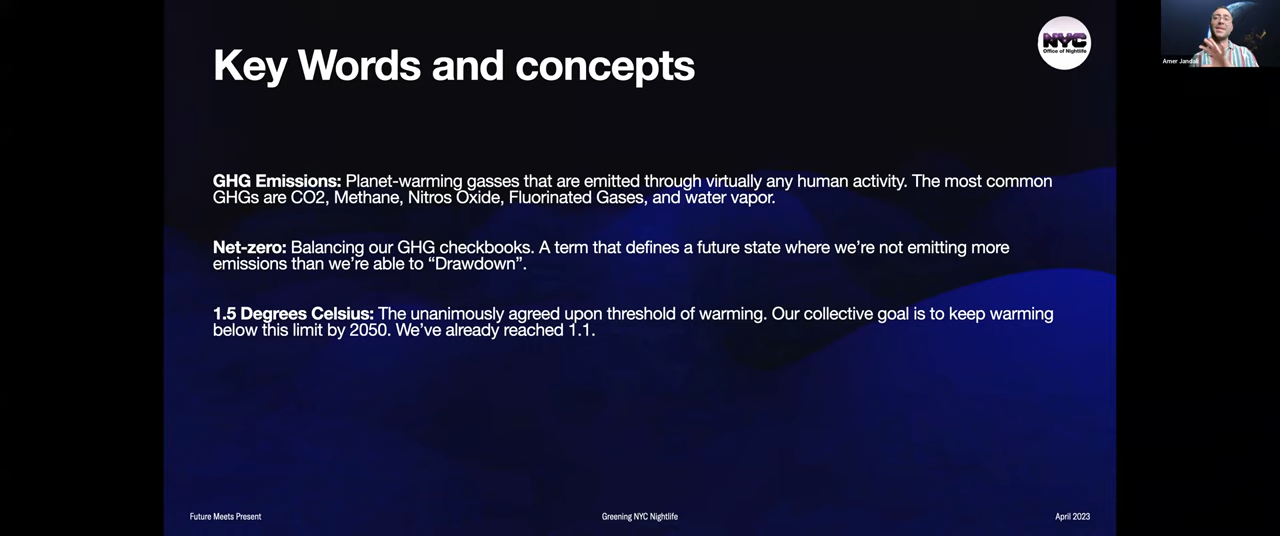 Key Words and concepts
NYC
Office of Nightlife
Amer Jandali
GHG Emissions: Planet-warming gasses that are emitted through virtually any human activity. The most common
GHGs are CO2, Methane, Nitros Oxide, Fluorinated Gases, and water vapor.
Net-zero: Balancing our GHG checkbooks. A term that defines a future state where we’re not emitting more
emissions than we’re able to “Drawdown”.
1.5 Degrees Celsius: The unanimously agreed upon threshold of warming. Our collective goal is to keep warming
below this limit by 2050. We’ve already reached 1.1.
Future Meets Present
Greening NYC Nightlife
April 2023